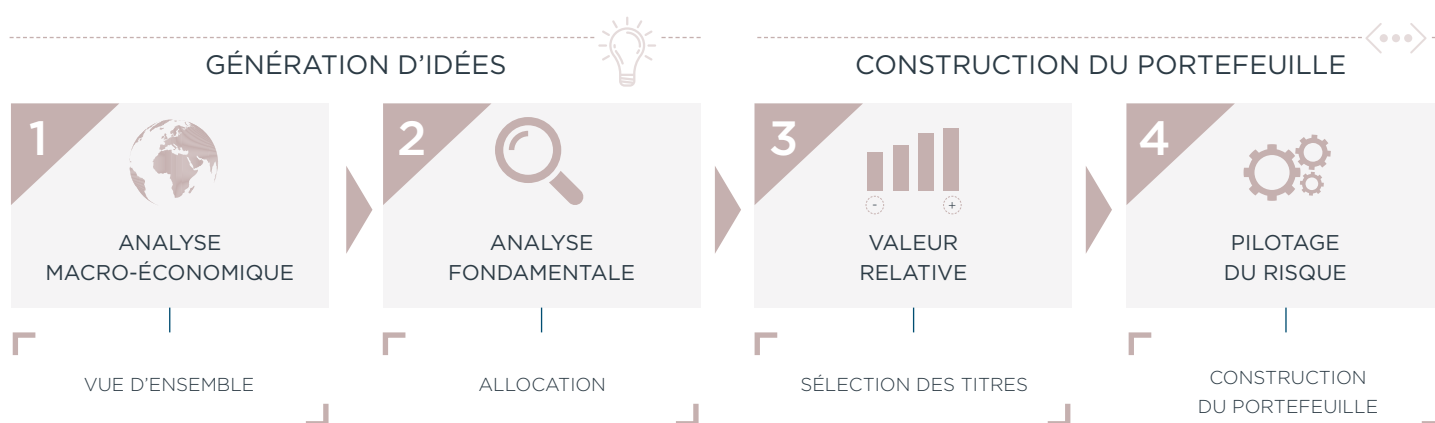 GÉNÉRATION D’IDÉES
CONSTRUCTION DU PORTEFEUILLE
1
ANALYSE
MACRO-ÉCONOMIQUE
VUE D’ENSEMBLE
2
ANALYSE
FONDAMENTALE
ALLOCATION
3
- +
VALEUR
RELATIVE
SÉLECTION DES TITRES
4
PILOTAGE
DU RISQUE
CONSTRUCTION
DU PORTEFEUILLE